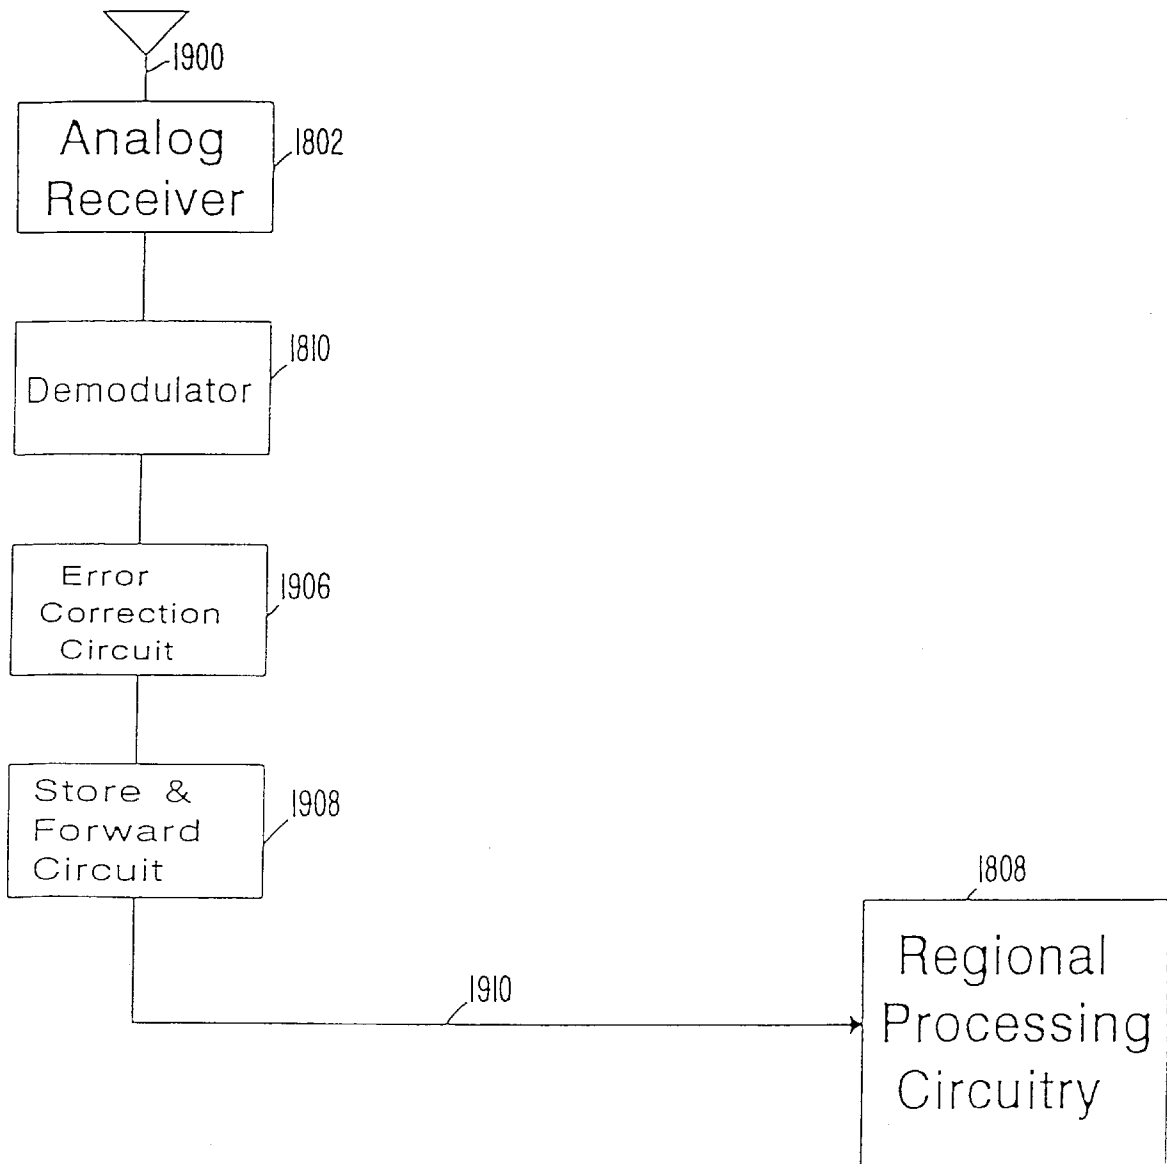 1900
Analog
Receiver
1802
Demodulator
1810
Error
Correction
Circuit
1906
Store &
Forward
Circuit
1908
1910
1808
Regional
Processing
Circuitry